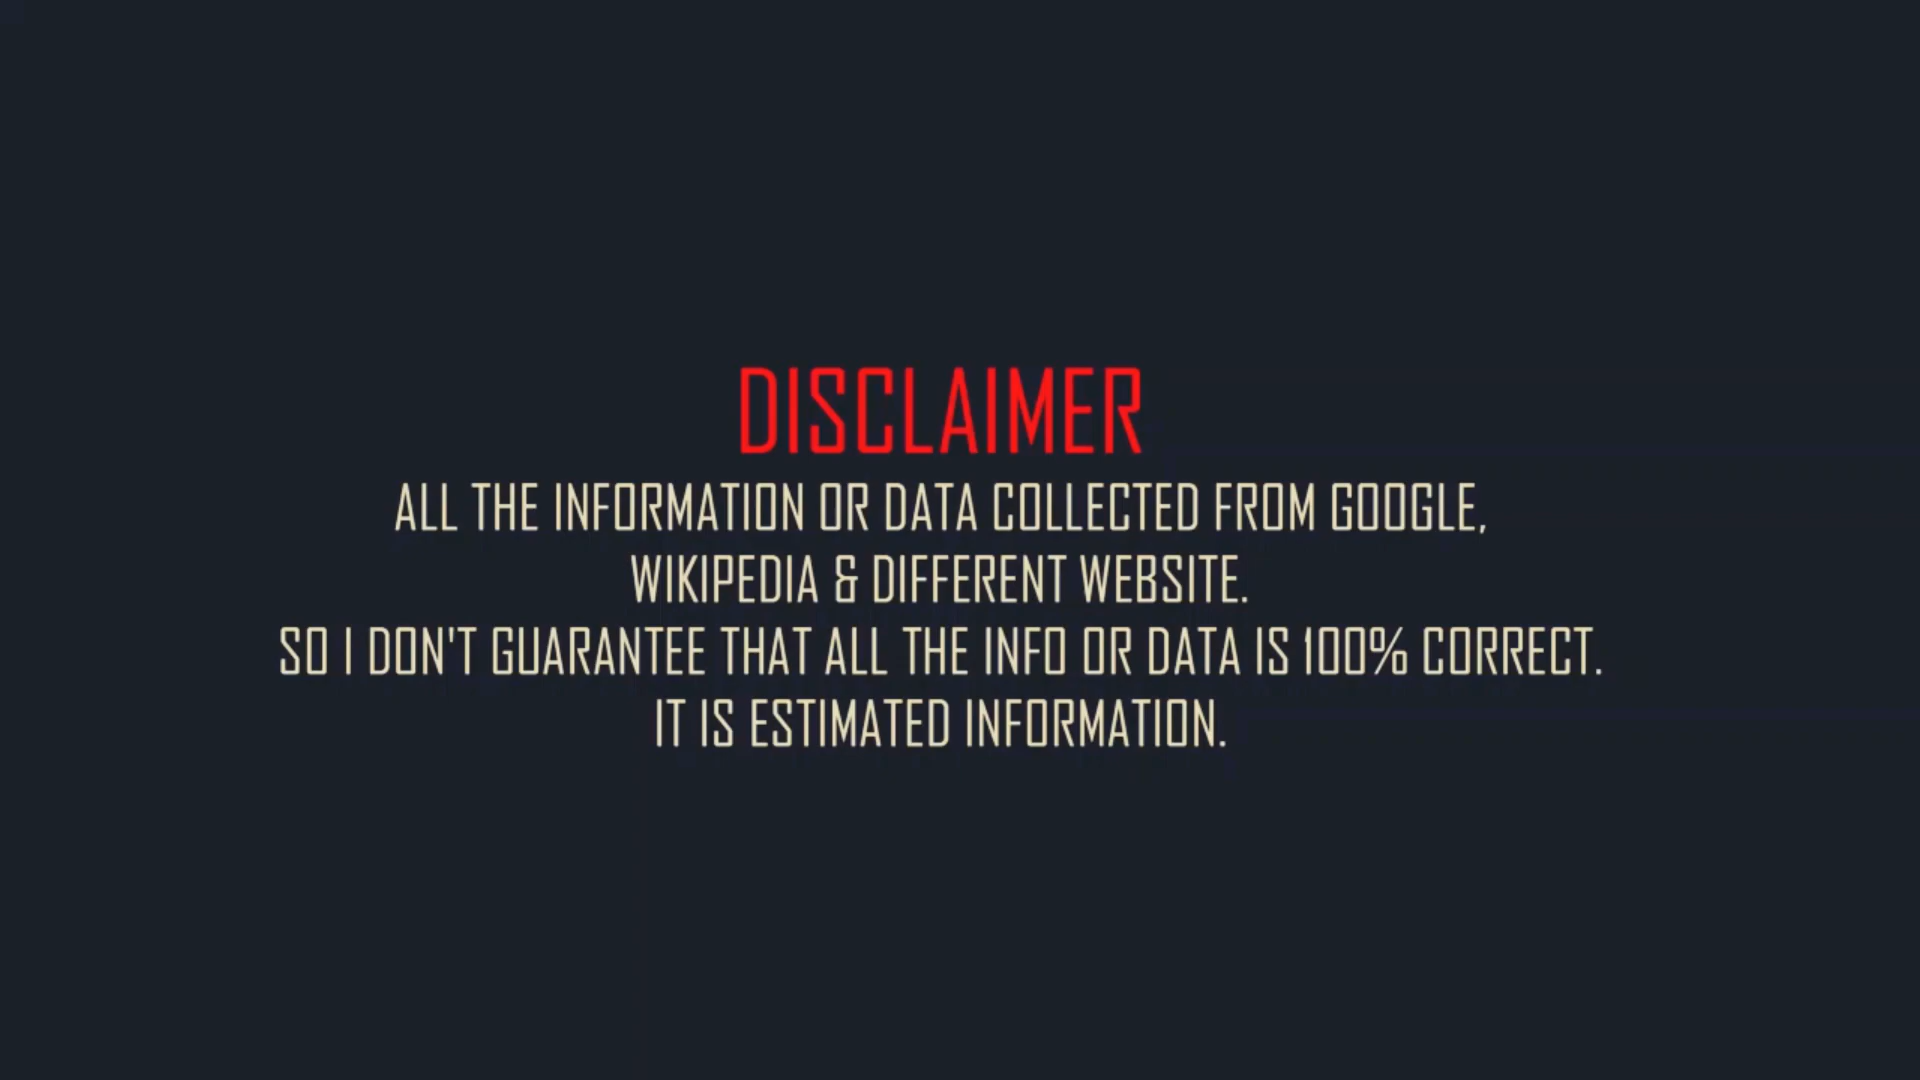 DISCLAIMER
ALL THE INFORMATION OR DATA COLLECTED FROM GOOGLE,
WIKIPEDIA & DIFFERENT WEBSITE.
SO I DON'T GUARANTEE THAT ALL THE INFO OR DATA IS 100% CORRECT.
IT IS ESTIMATED INFORMATION.